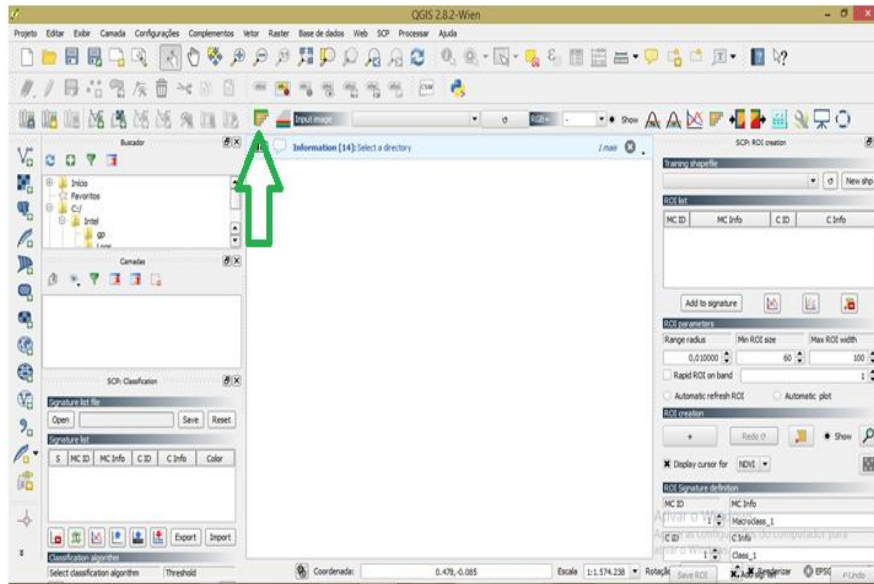 QGIS 2.8.2-Wien
Projeto Editar Exibir Camada Configurações Complementos Vetor Raster Base de dados Web SCP Processar Ajuda
CSW
Input image RGB= - Show
Buscador
Início
Favoritos
C:/
Intel
gp
Logs
Information [14]: Select a directory 1 mais
Camadas
SCP: Classification
Signature list file
Open Save Reset
Signature list
S MC ID MC Info C ID C Info Color
Export Import
Classification algorithm
Select classification algorithm Threshold
SCP: ROI creation
Training shapefile
New shp
ROI list
MC ID MC Info C ID C Info
Add to signature
ROI parameters
Range radius Min ROI size Max ROI width
0,010000 60 100
Rapid ROI on band 1
Automatic refresh ROI Automatic plot
ROI creation
+ Redo Show
Display cursor for NDVI
ROI Signature definition
MC ID MC Info
1 Macroclass_1
C ID C Info
1 Class_1
Save ROI Undo
Coordenada: 0.478,-0.085 Escala 1:1.574.238 Renderizar EPSG